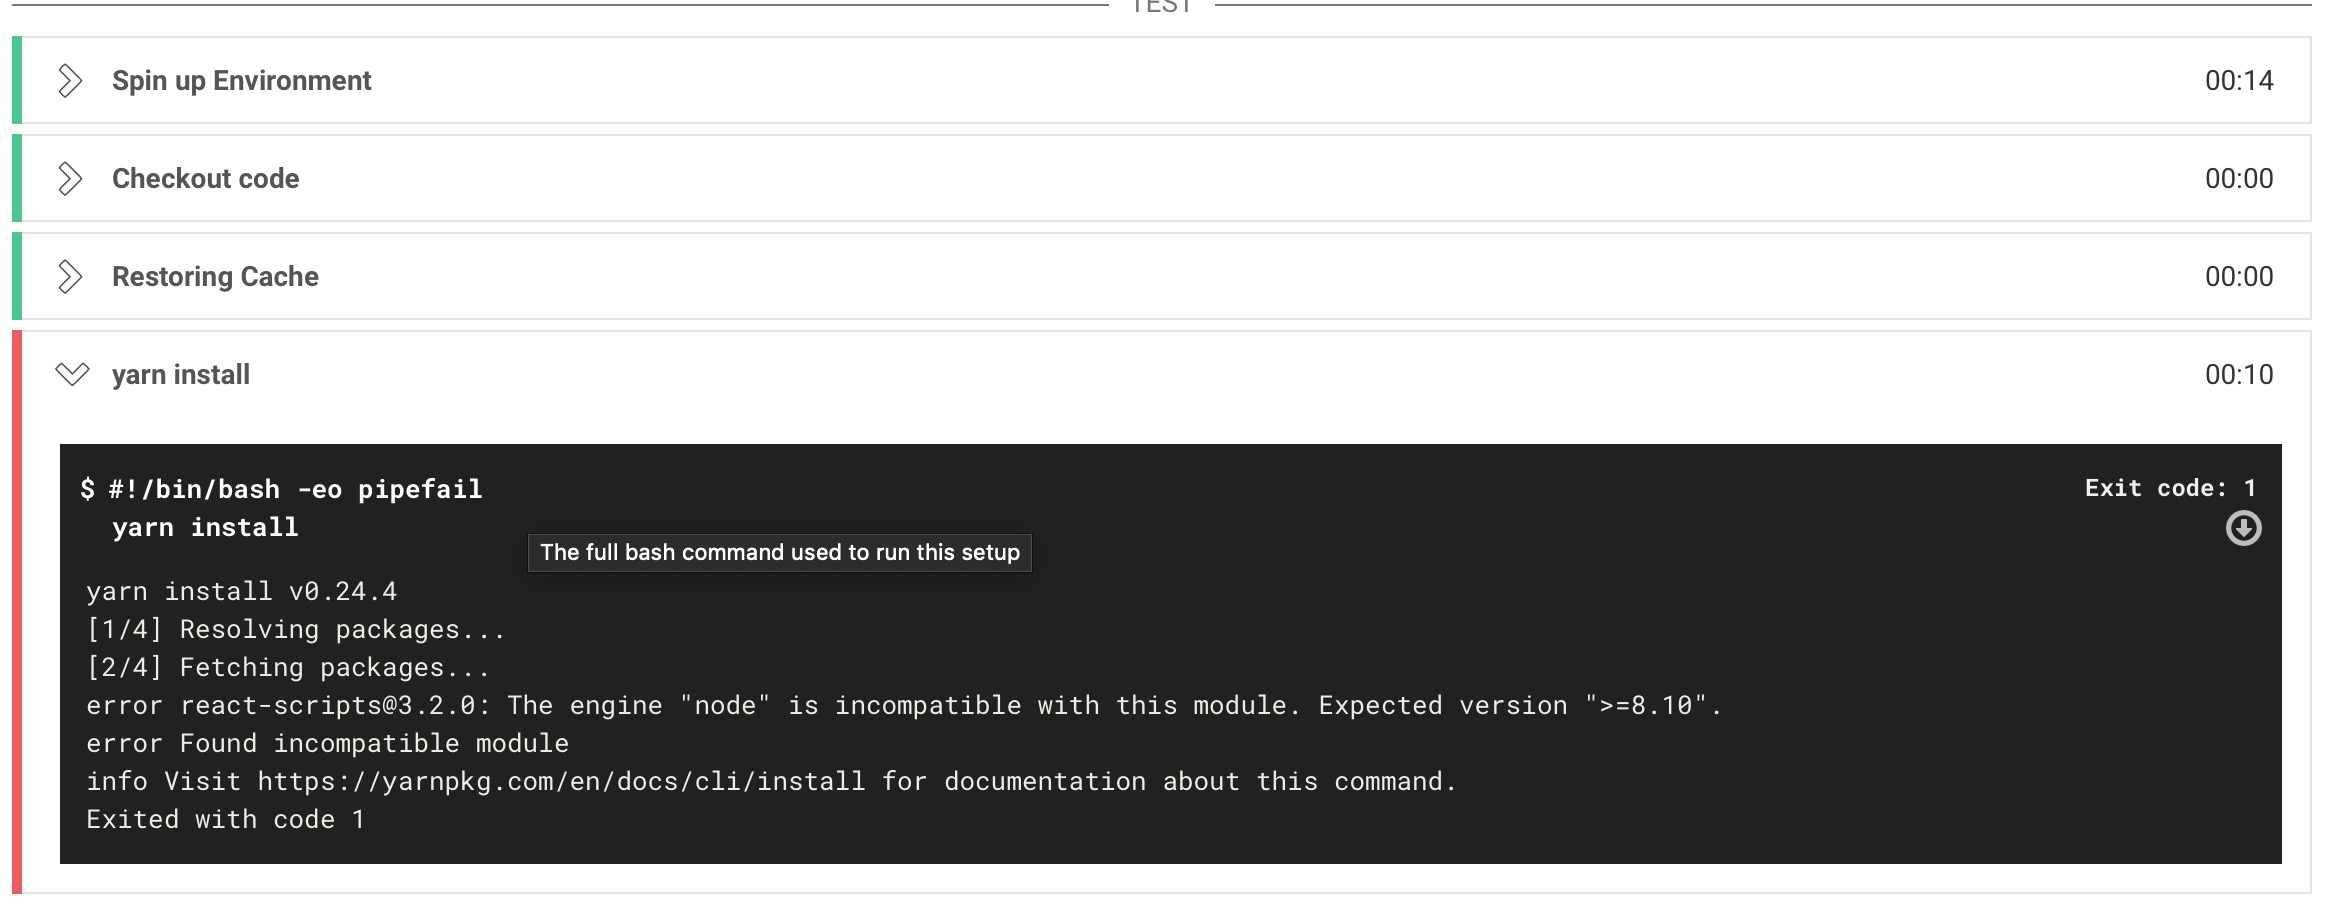 TEST
Spin up Environment 00:14
Checkout code 00:00
Restoring Cache 00:00
yarn install 00:10
$ #!/bin/bash -eo pipefail Exit code: 1
yarn install
The full bash command used to run this setup
yarn install v0.24.4
[1/4] Resolving packages...
[2/4] Fetching packages...
error react-scripts@3.2.0: The engine "node" is incompatible with this module. Expected version ">=8.10".
error Found incompatible module
info Visit https://yarnpkg.com/en/docs/cli/install for documentation about this command.
Exited with code 1